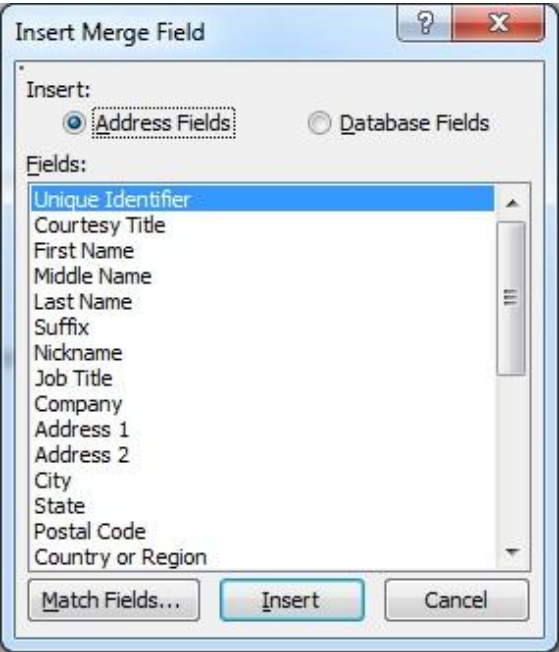 Insert Merge Field
Insert:
Address Fields Database Fields
Fields:
Unique Identifier
Courtesy Title
First Name
Middle Name
Last Name
Suffix
Nickname
Job Title
Company
Address 1
Address 2
City
State
Postal Code
Country or Region
Match Fields... Insert Cancel